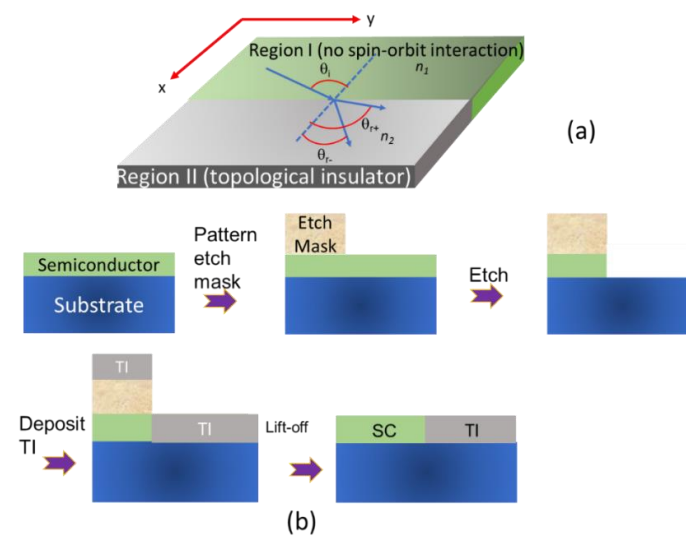 y
Region I (no spin-orbit interaction)
θi
n1
x
θr+
n2
θr-
Region II (topological insulator)
(a)
Semiconductor
Substrate
Pattern
etch
mask
Etch
Mask
Etch
Deposit
TI
TI
TI
Lift-off
SC
TI
(b)